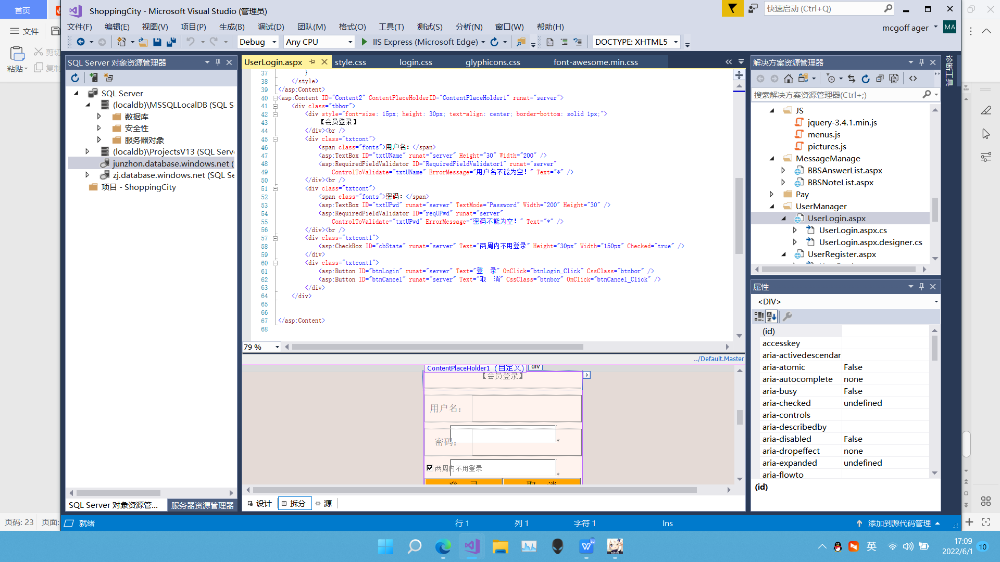 首页
ShoppingCity - Microsoft Visual Studio (管理员)
快速启动 (Ctrl+Q)
文件(F) 编辑(E) 视图(V) 项目(P) 生成(B) 调试(D) 团队(M) 格式(O) 工具(T) 测试(S) 分析(N) 窗口(W) 帮助(H)
mcgoff ager MA
文件
Debug Any CPU IIS Express (Microsoft Edge) DOCTYPE: XHTML5
剪切
粘贴 复制
SQL Server 对象资源管理器
SQL Server
(localdb)\MSSQLLocalDB (SQL S
数据库
安全性
服务器对象
(localdb)\ProjectsV13 (SQL Serv
junzhon.database.windows.net (
zj.database.windows.net (SQL Se
项目 - ShoppingCity
SQL Server 对象资源管... 服务器资源管理器
UserLogin.aspx style.css login.css glyphicons.css font-awesome.min.css
37 }
38 </style>
39 </asp:Content>
40 <asp:Content ID="Content2" ContentPlaceHolderID="ContentPlaceHolder1" runat="server">
41 <div class="tbbor">
42 <div style="font-size: 15px; height: 30px; text-align: center; border-bottom: solid 1px;">
43 【会员登录】
44 </div><br />
45 <div class="txtcont">
46 <span class="fonts">用户名：</span>
47 <asp:TextBox ID="txtUName" runat="server" Height="30" Width="200" />
48 <asp:RequiredFieldValidator ID="RequiredFieldValidator1" runat="server"
49 ControlToValidate="txtUName" ErrorMessage="用户名不能为空！" Text="*" />
50 </div><br />
51 <div class="txtcont">
52 <span class="fonts">密码：</span>
53 <asp:TextBox ID="txtUPwd" runat="server" TextMode="Password" Width="200" Height="30" />
54 <asp:RequiredFieldValidator ID="reqUPwd" runat="server"
55 ControlToValidate="txtUPwd" ErrorMessage="密码不能为空！" Text="*" />
56 </div><br />
57 <div class="txtcont1">
58 <asp:CheckBox ID="cbState" runat="server" Text="两周内不用登录" Height="30px" Width="150px" Checked="true" />
59 </div>
60 <div class="txtcont1">
61 <asp:Button ID="btnLogin" runat="server" Text="登　录" OnClick="btnLogin_Click" CssClass="btnbor" />
62 <asp:Button ID="btnCancel" runat="server" Text="取　消" CssClass="btnbor" OnClick="btnCancel_Click" />
63 </div>
64 </div>
65
66
67 </asp:Content>
68
79 %
../Default.Master
ContentPlaceHolder1 (自定义) div
【会员登录】
用户名：
密码： *
两周内不用登录 *
登 录 取 消
设计 拆分 源
解决方案资源管理器
搜索解决方案资源管理器(Ctrl+;)
JS
jquery-3.4.1.min.js
menus.js
pictures.js
MessageManage
BBSAnswerList.aspx
BBSNoteList.aspx
Pay
UserManager
UserLogin.aspx
UserLogin.aspx.cs
UserLogin.aspx.designer.cs
UserRegister.aspx
诊断工具
属性
<DIV>
(id)
accesskey
aria-activedescendar
aria-atomic False
aria-autocomplete none
aria-busy False
aria-checked undefined
aria-controls
aria-describedby
aria-disabled False
aria-dropeffect none
aria-expanded undefined
aria-flowto
(id)
页码: 23 页面:
就绪 行 1 列 1 字符 1 Ins 添加到源代码管理
英 17:09
2022/6/1 10